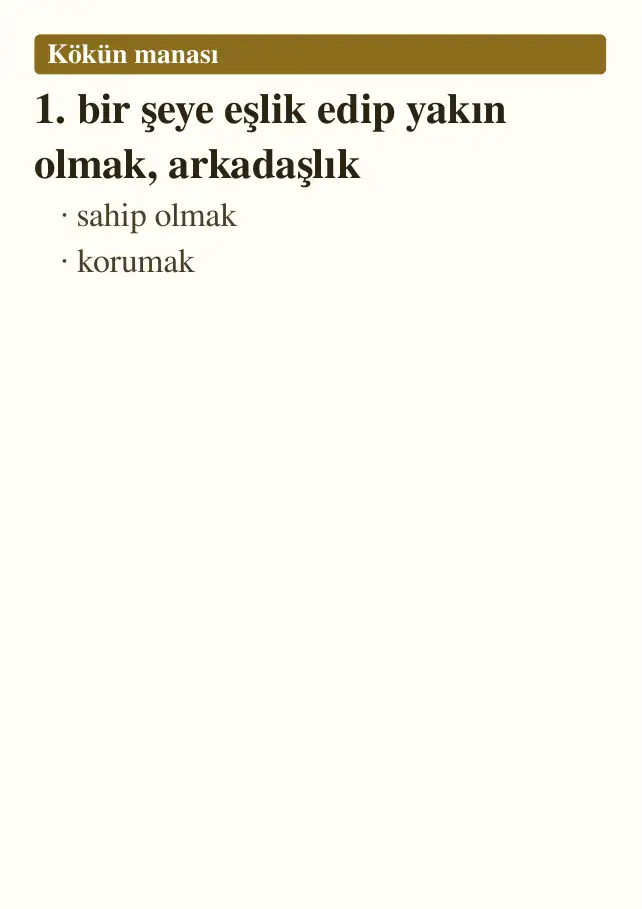 Kökün manası
1. bir şeye eşlik edip yakın
olmak, arkadaşlık
· sahip olmak
· korumak